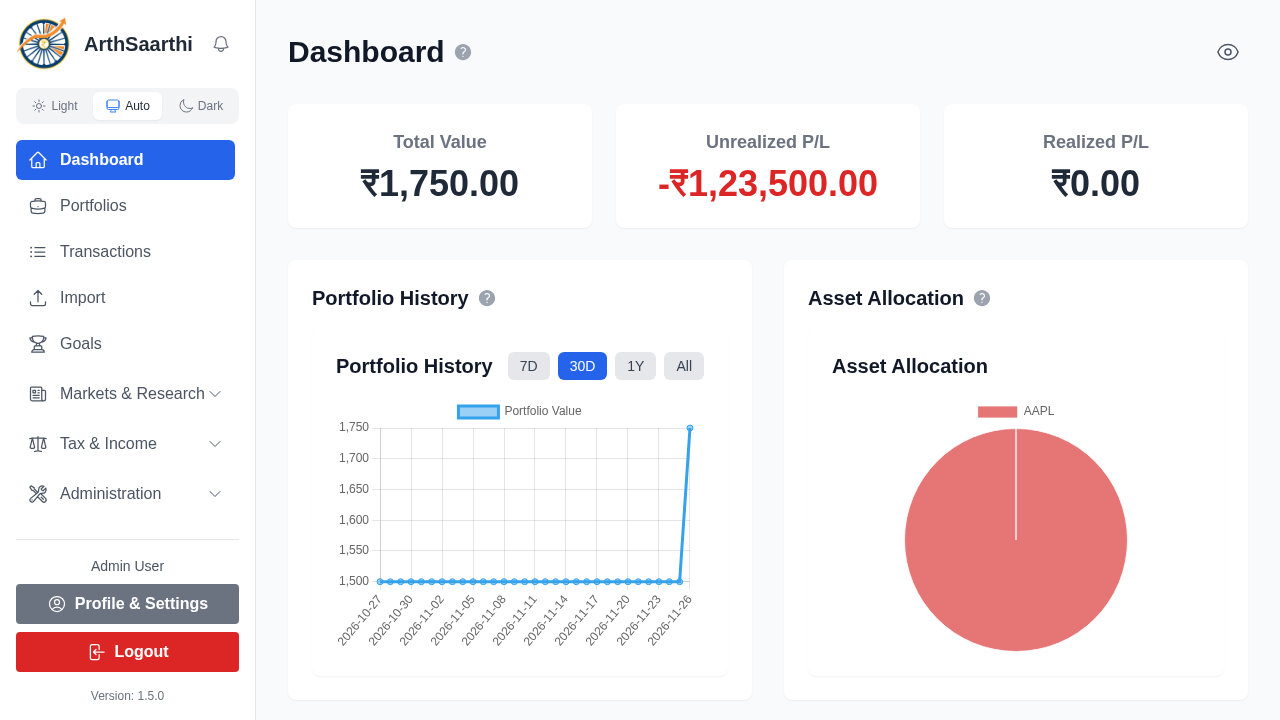 ArthSaarthi
Light
Auto
Dark
Dashboard
Portfolios
Transactions
Import
Goals
Markets & Research
Tax & Income
Administration
Admin User
Profile & Settings
Logout
Version: 1.5.0
Dashboard ?
Total Value
₹1,750.00
Unrealized P/L
-₹1,23,500.00
Realized P/L
₹0.00
Portfolio History ?
Portfolio History
7D
30D
1Y
All
Portfolio Value
1,750
1,700
1,650
1,600
1,550
1,500
2026-10-27
2026-10-30
2026-11-02
2026-11-05
2026-11-08
2026-11-11
2026-11-14
2026-11-17
2026-11-20
2026-11-23
2026-11-26
Asset Allocation ?
Asset Allocation
AAPL